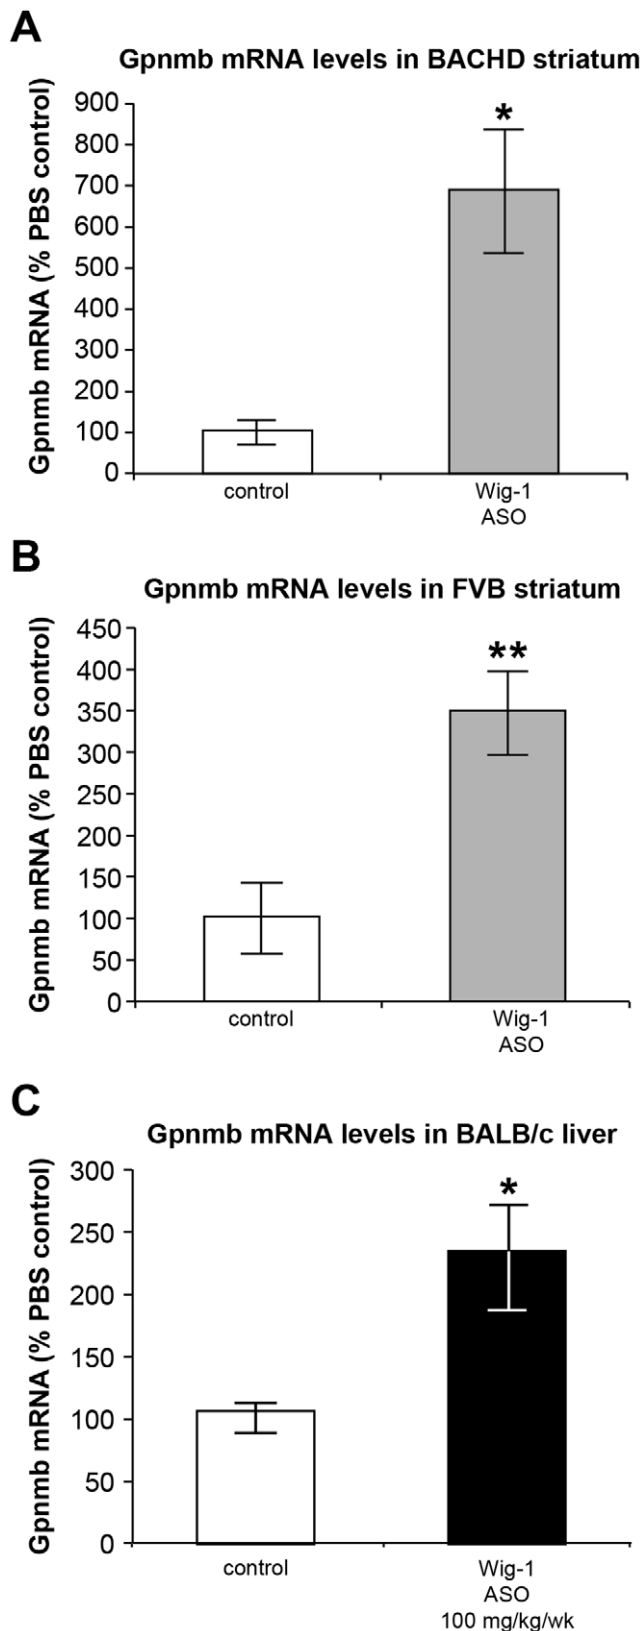 A
Gpnmb mRNA levels in BACHD striatum
Gpnmb mRNA (% PBS control)
900
800
700
600
500
400
300
200
100
0
*
control
Wig-1
ASO
B
Gpnmb mRNA levels in FVB striatum
Gpnmb mRNA (% PBS control)
450
400
350
300
250
200
150
100
50
0
**
control
Wig-1
ASO
C
Gpnmb mRNA levels in BALB/c liver
Gpnmb mRNA (% PBS control)
300
250
200
150
100
50
0
*
control
Wig-1
ASO
100 mg/kg/wk